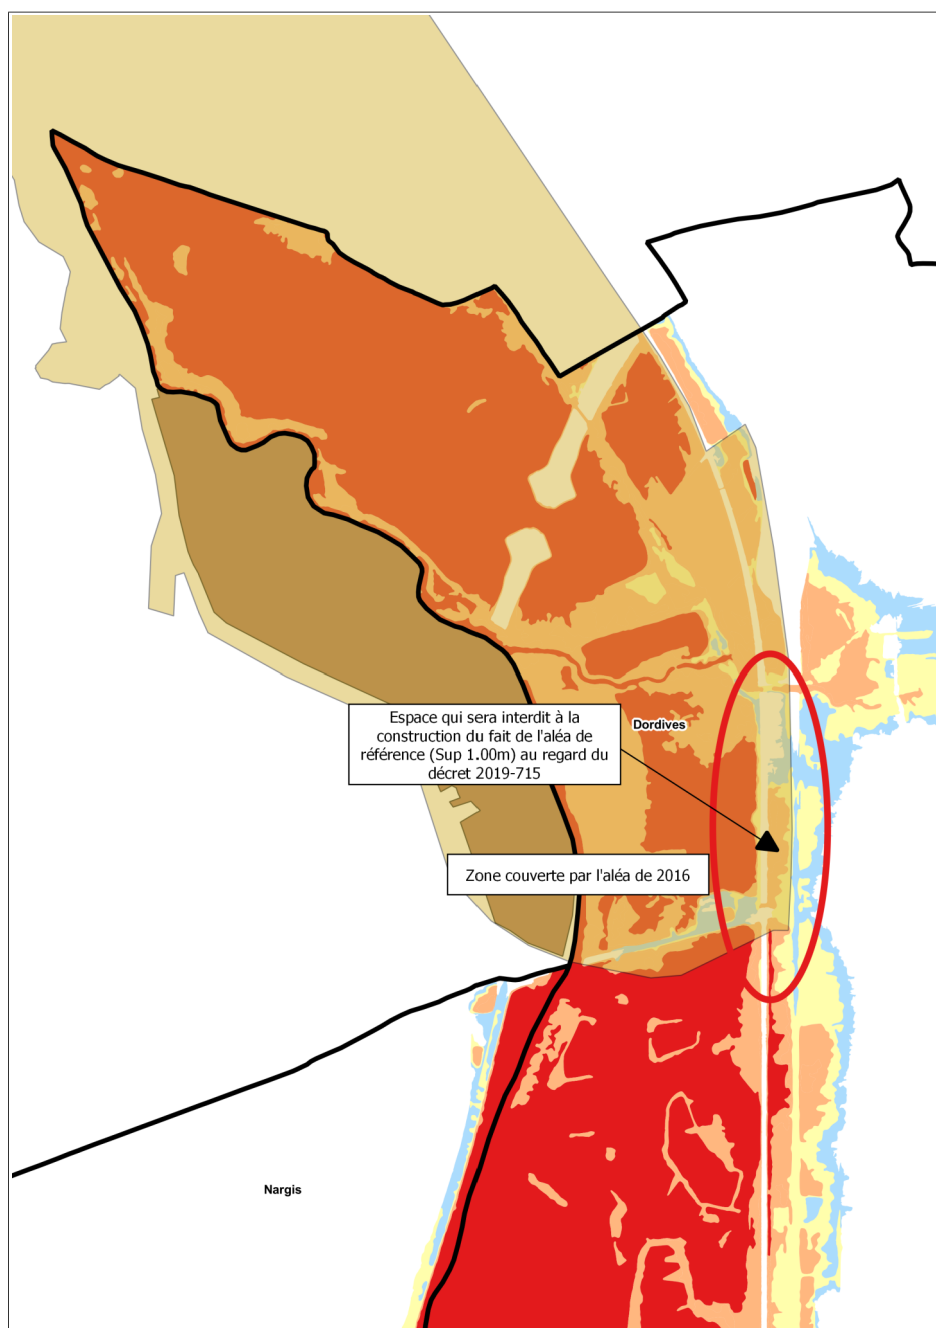 Espace qui sera interdit à la
construction du fait de l'aléa de
référence (Sup 1.00m) au regard du
décret 2019-715
Dordives
Zone couverte par l'aléa de 2016
Nargis